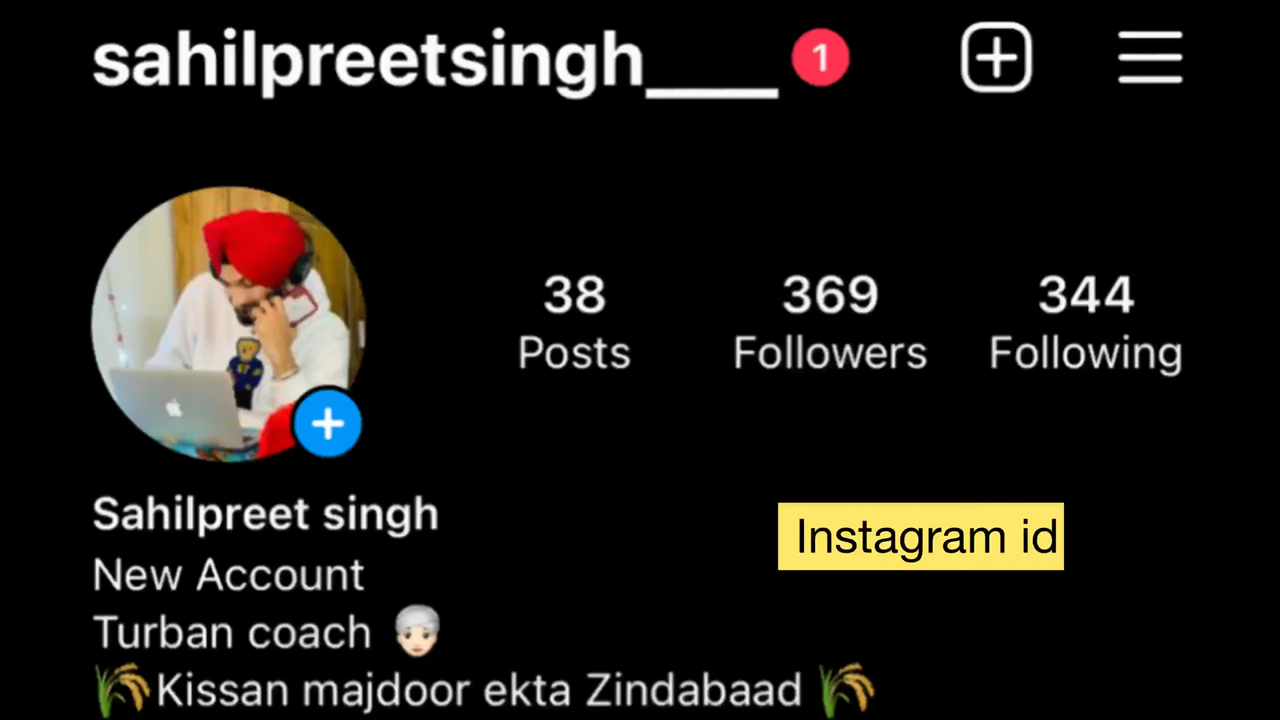 sahilpreetsingh____ 1
38 369 344
Posts Followers Following
Sahilpreet singh
Instagram id
New Account
Turban coach 👳🏻
🌾Kissan majdoor ekta Zindabaad 🌾